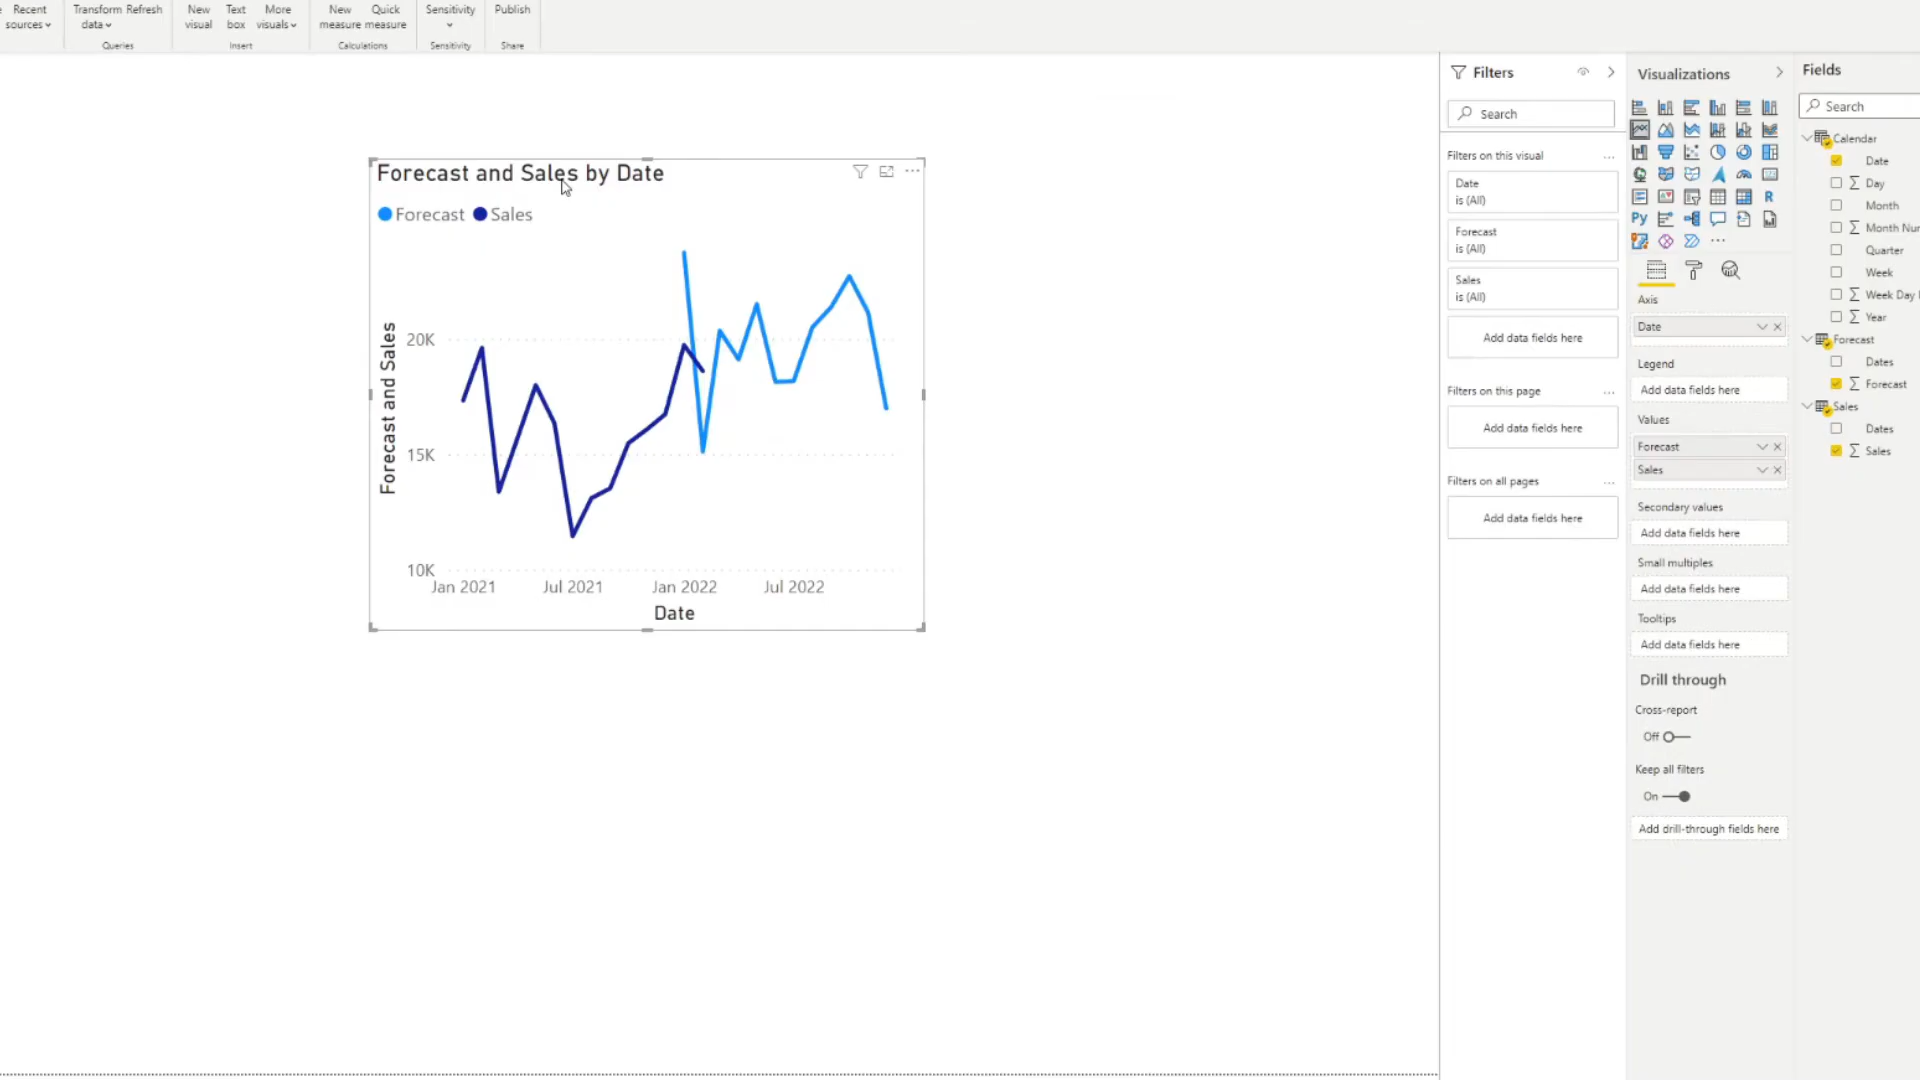 Recent
sources
Transform Refresh
data
Queries
New
visual
Text
box
More
visuals
Insert
New
measure
Quick
measure
Calculations
Sensitivity
Sensitivity
Publish
Share
Forecast and Sales by Date
Forecast Sales
Forecast and Sales
20K
15K
10K
Jan 2021 Jul 2021 Jan 2022 Jul 2022
Date
Filters
Search
Filters on this visual
Date
is (All)
Forecast
is (All)
Sales
is (All)
Add data fields here
Filters on this page
Add data fields here
Filters on all pages
Add data fields here
Visualizations
R
Py
Axis
Date
Legend
Add data fields here
Values
Forecast
Sales
Secondary values
Add data fields here
Small multiples
Add data fields here
Tooltips
Add data fields here
Drill through
Cross-report
Off
Keep all filters
On
Add drill-through fields here
Fields
Search
Calendar
Date
Day
Month
Month Nur
Quarter
Week
Week Day
Year
Forecast
Dates
Forecast
Sales
Dates
Sales